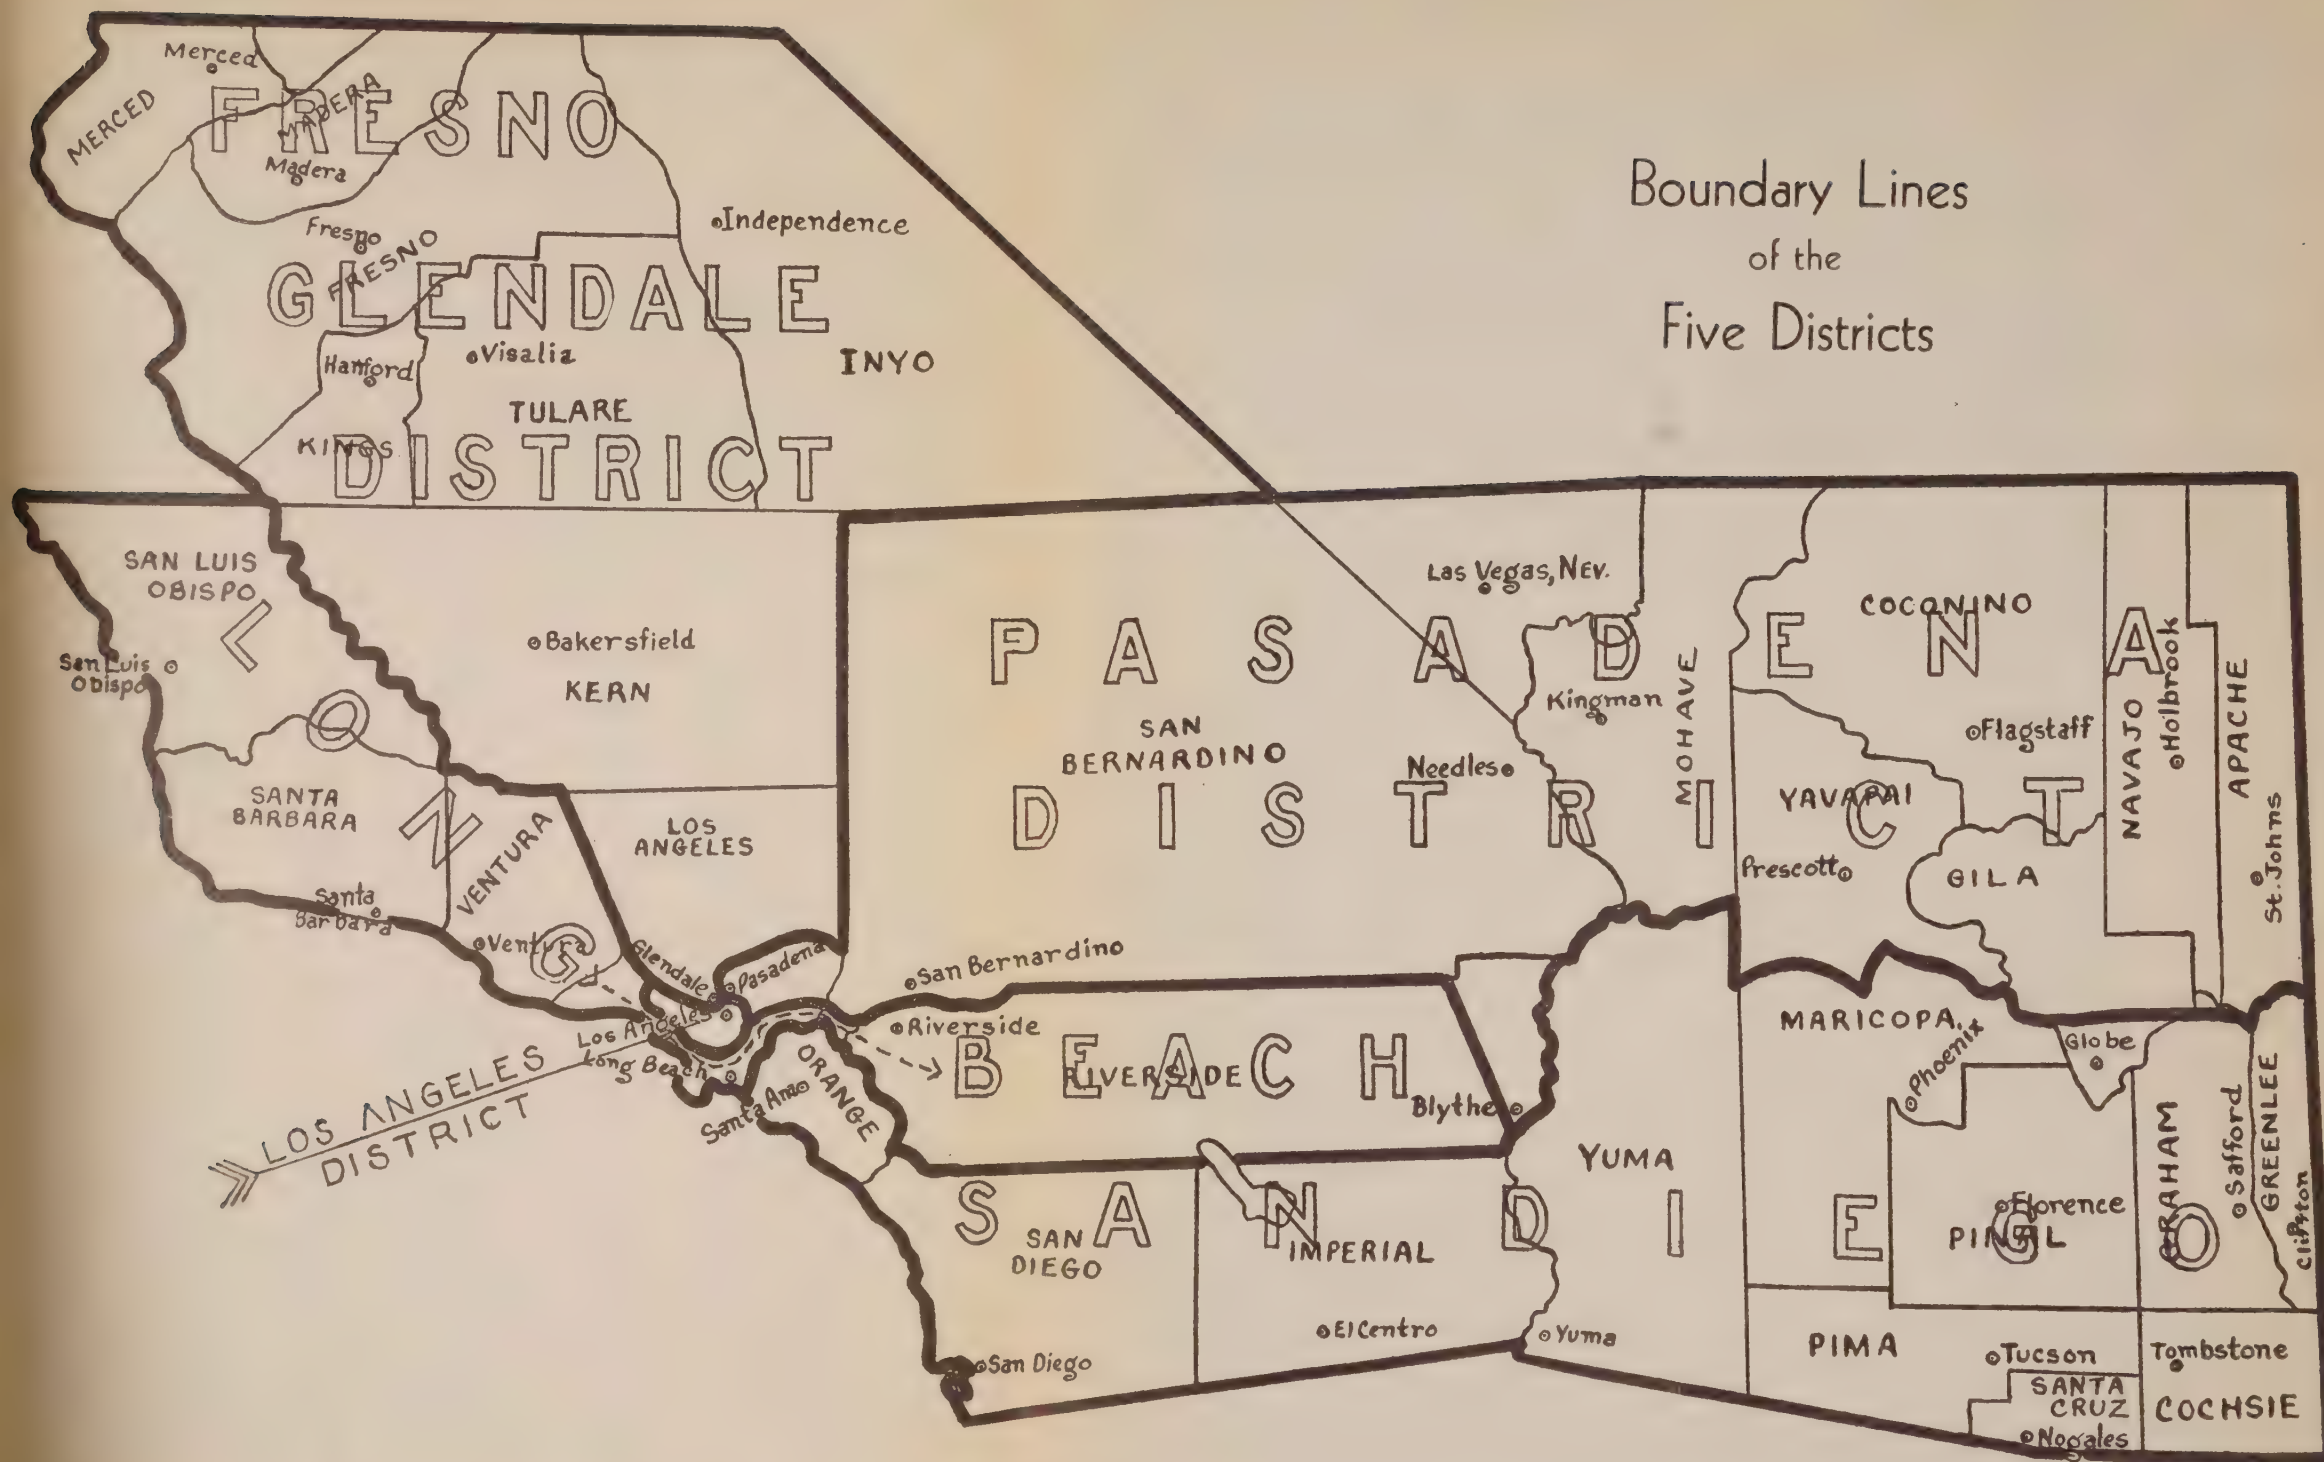 Boundary Lines
of the
Five Districts
FRESNO
GLENDALE
DISTRICT
Merced
MERCED
MADERA
Madera
Fresno
FRESNO
Independence
Hanford
Visalia
INYO
TULARE
KINGS
LONG
BEACH
SAN LUIS
OBISPO
San Luis
Obispo
Bakersfield
KERN
SANTA
BARBARA
Santa
Barbara
VENTURA
Ventura
LOS
ANGELES
Glendale
Pasadena
Los Angeles
Long Beach
Santa Ana
ORANGE
LOS ANGELES
DISTRICT
PASADENA
DISTRICT
Las Vegas, NEV.
SAN
BERNARDINO
Needles
Kingman
MOHAVE
COCONINO
Flagstaff
NAVAJO
Holbrook
APACHE
St. Johns
YAVAPAI
Prescott
GILA
San Bernardino
Riverside
RIVERSIDE
Blythe
SAN DIEGO
SAN
DIEGO
San Diego
IMPERIAL
El Centro
YUMA
Yuma
MARICOPA
Phoenix
Globe
Florence
PINAL
GRAHAM
Safford
GREENLEE
Clifton
PIMA
Tucson
SANTA
CRUZ
Nogales
Tombstone
COCHSIE